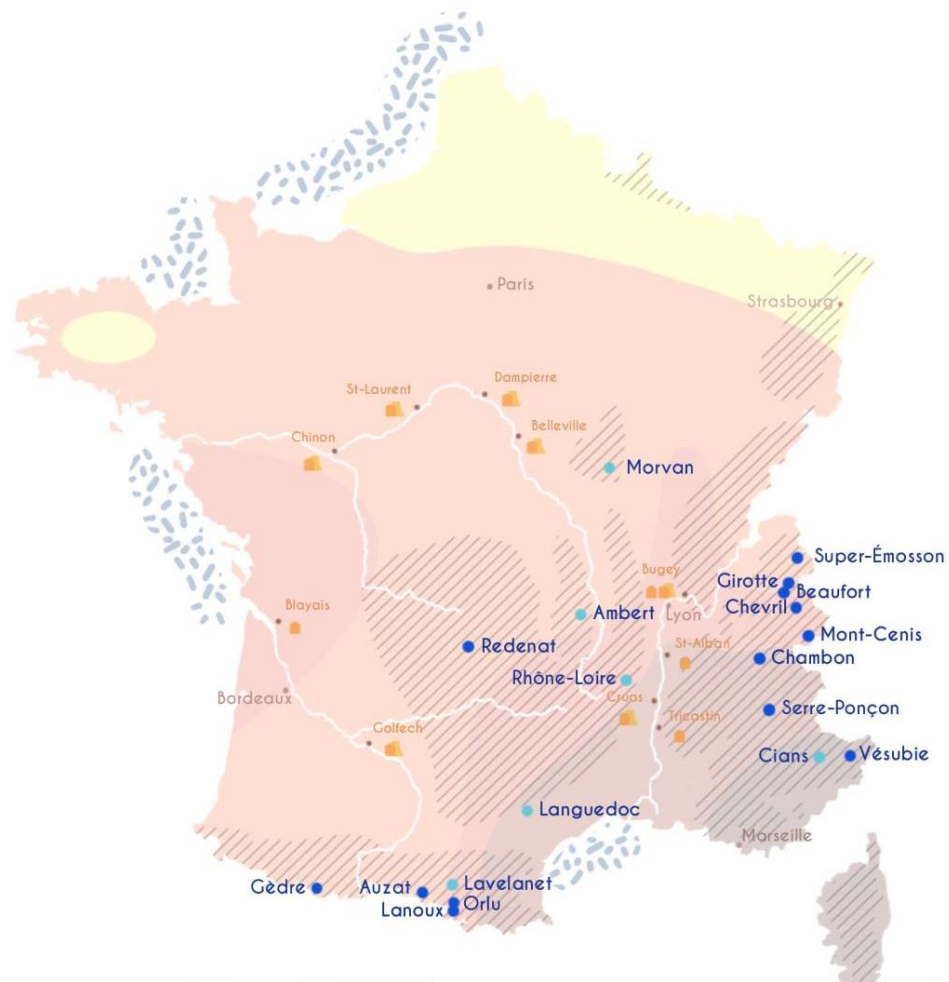 Paris
Strasbourg
Dampierre
St-Laurent
Belleville
Chinon
Morvan
Super-Émosson
Bugey
Girotte
Beaufort
Chevril
Blayais
Ambert
Lyon
Mont-Cenis
Redenat
St-Alban
Chambon
Rhône-Loire
Bordeaux
Cruas
Serre-Ponçon
Tricastin
Golfech
Cians
Vésubie
Languedoc
Marseille
Gèdre
Auzat
Lavelanet
Orlu
Lanoux